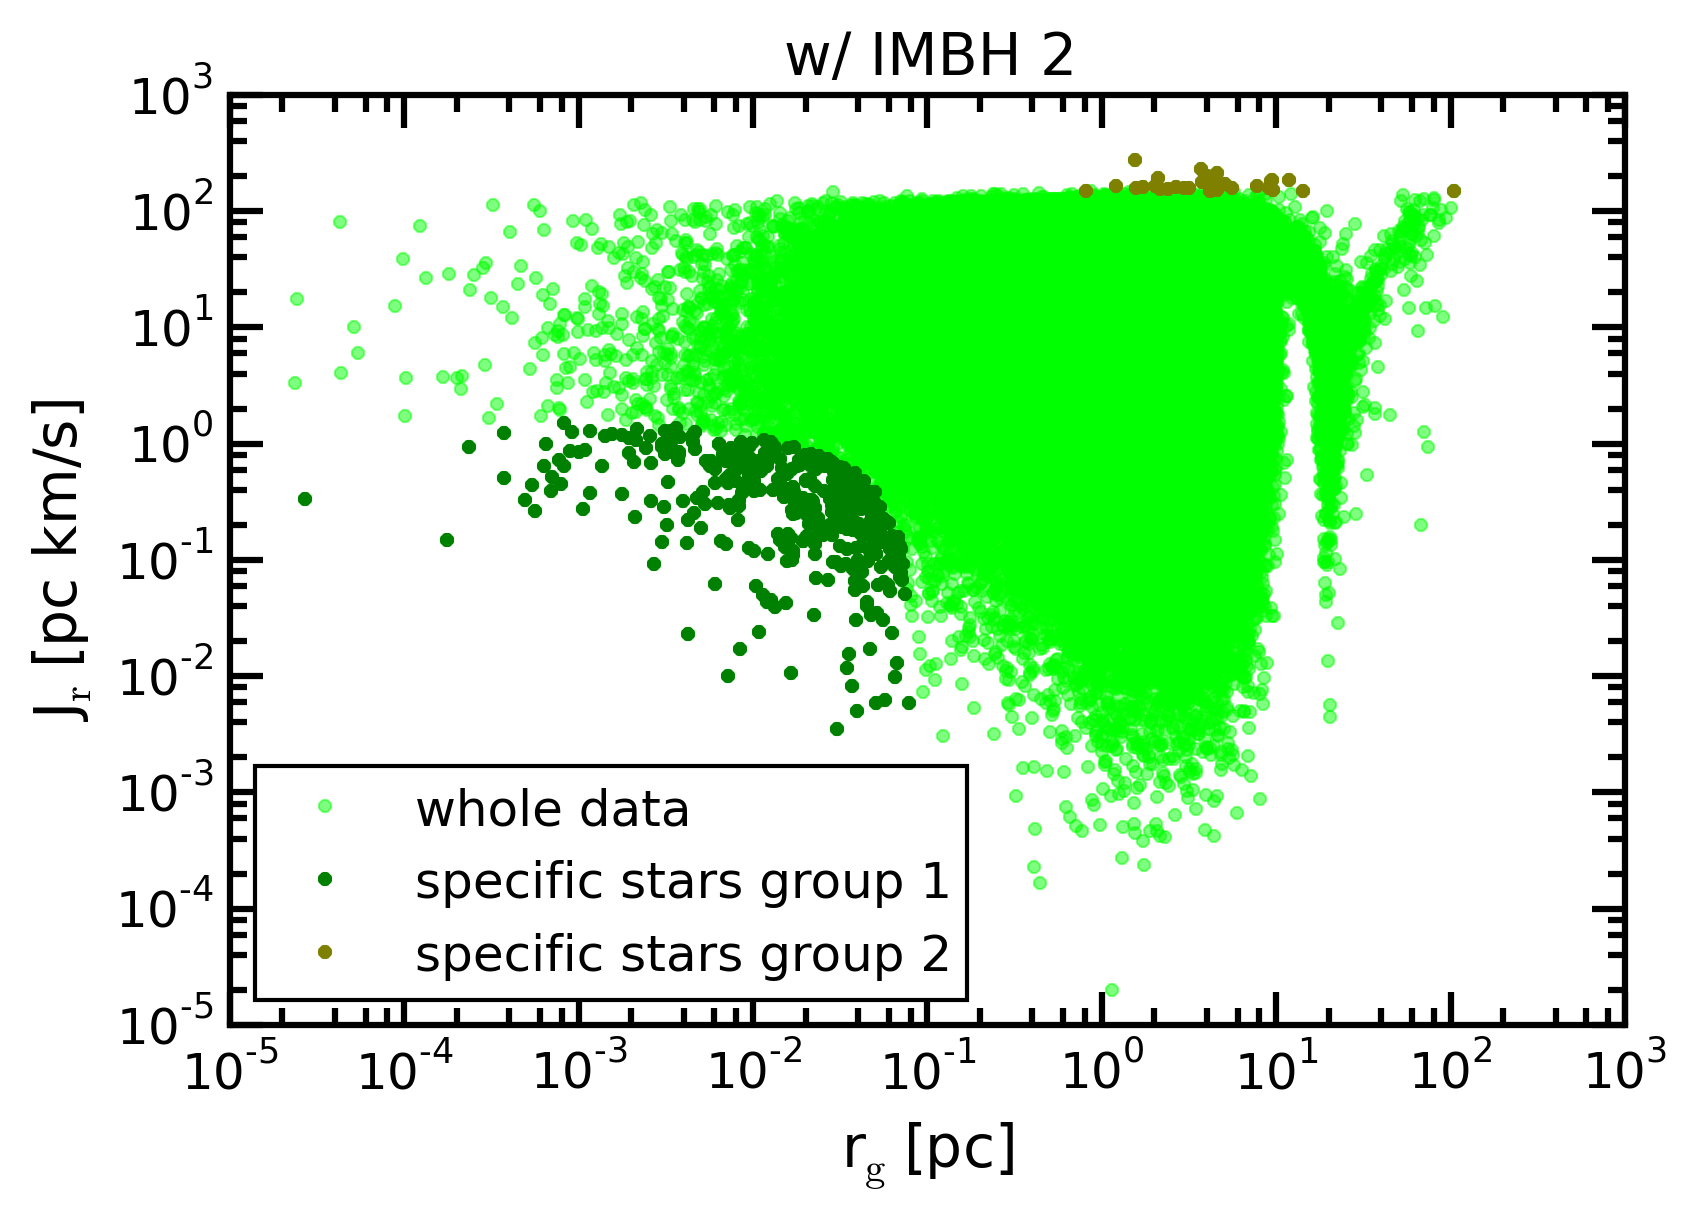 w/ IMBH 2
10^3
10^2
10^1
10^0
10^-1
10^-2
10^-3
10^-4
10^-5
J_r [pc km/s]
whole data
specific stars group 1
specific stars group 2
10^-5 10^-4 10^-3 10^-2 10^-1 10^0 10^1 10^2 10^3
r_g [pc]